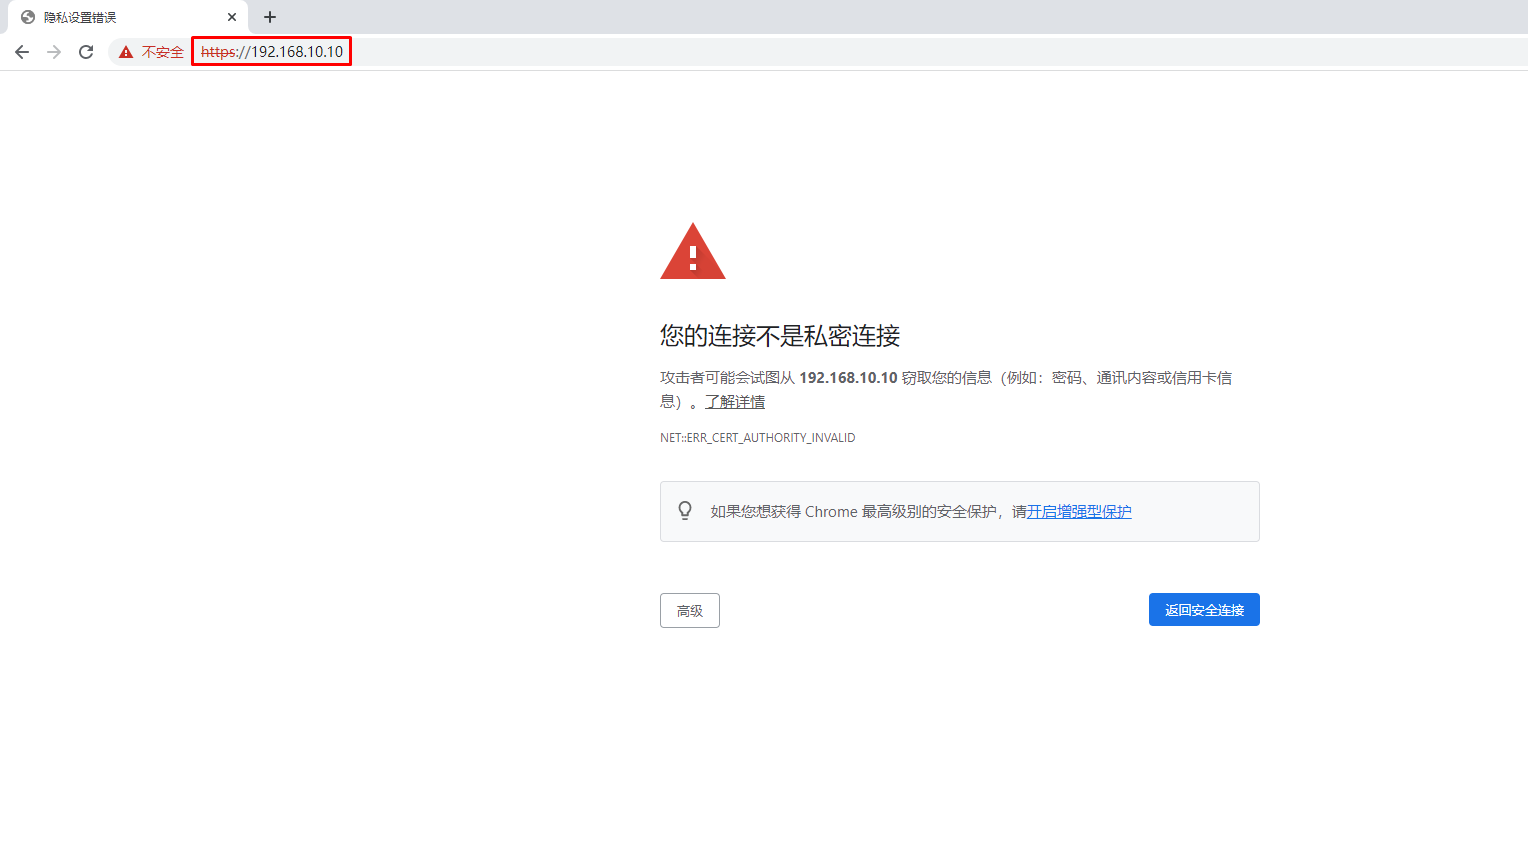 隐私设置错误
不安全 https://192.168.10.10
您的连接不是私密连接
攻击者可能会试图从 192.168.10.10 窃取您的信息（例如：密码、通讯内容或信用卡信
息）。了解详情
NET::ERR_CERT_AUTHORITY_INVALID
如果您想获得 Chrome 最高级别的安全保护，请开启增强型保护
高级
返回安全连接